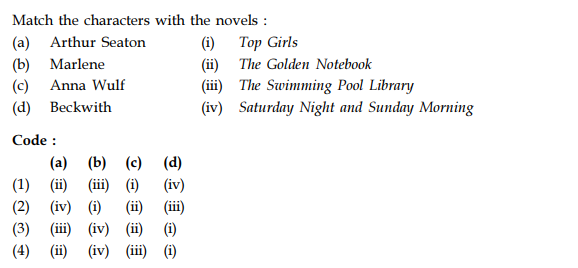 Match the characters with the novels :
(a) Arthur Seaton (i) Top Girls
(b) Marlene (ii) The Golden Notebook
(c) Anna Wulf (iii) The Swimming Pool Library
(d) Beckwith (iv) Saturday Night and Sunday Morning
Code :
(a) (b) (c) (d)
(1) (ii) (iii) (i) (iv)
(2) (iv) (i) (ii) (iii)
(3) (iii) (iv) (ii) (i)
(4) (ii) (iv) (iii) (i)